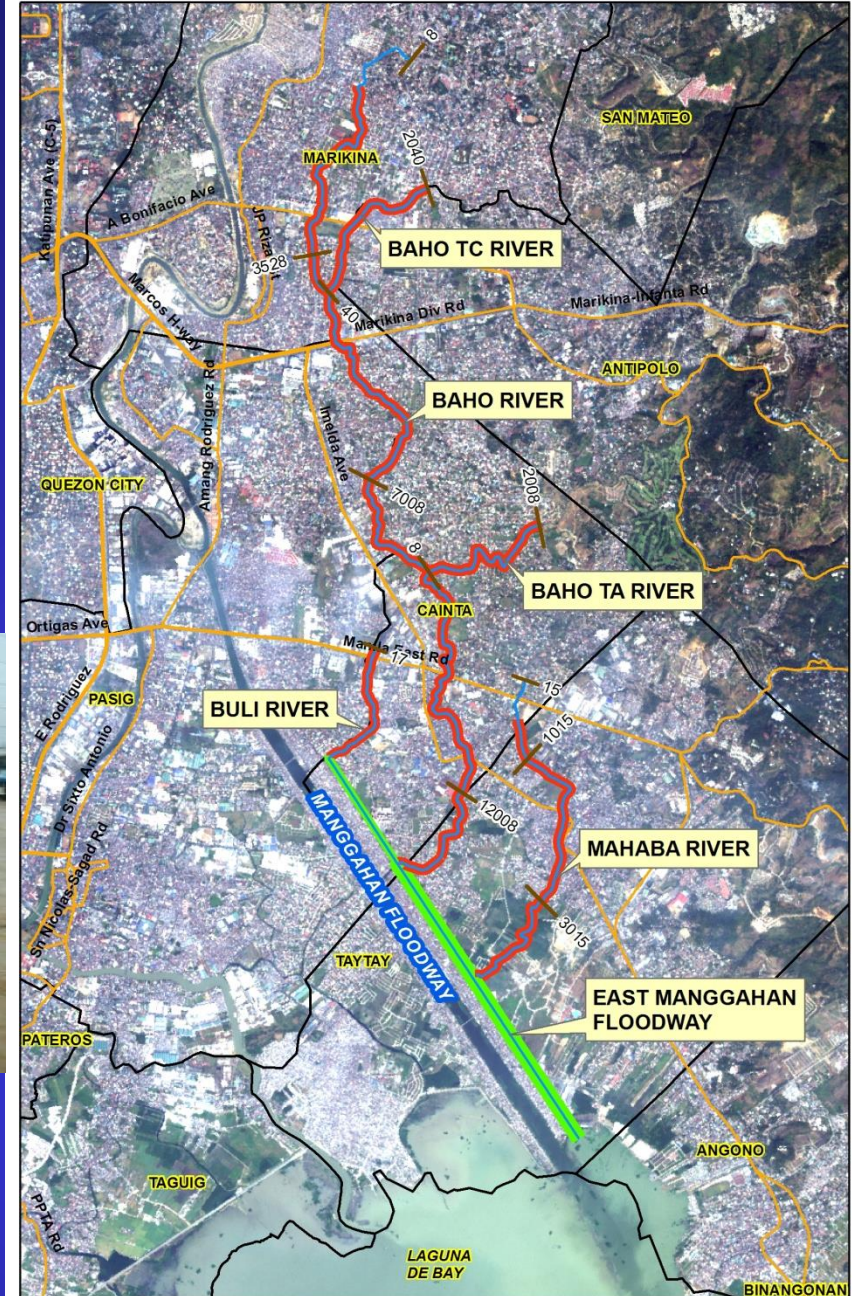 8
SAN MATEO
Katipunan Ave (C-5)
MARIKINA
2040
A Bonifacio Ave
JP Rizal St
BAHO TC RIVER
3528
40
Marikina-Infanta Rd
Marcos H-way
Marikina Div Rd
ANTIPOLO
Amang Rodriguez Rd
BAHO RIVER
Imelda Ave
QUEZON CITY
7008
2008
8
BAHO TA RIVER
CAINTA
Ortigas Ave
Manila East Rd
17
E Rodriguez
PASIG
15
BULI RIVER
1015
Dr Sixto Antonio
MANGGAHAN FLOODWAY
12008
MAHABA RIVER
Sn Nicolas-Sagad Rd
3015
TAYTAY
EAST MANGGAHAN
FLOODWAY
PATEROS
ANGONO
TAGUIG
PPTA Rd
LAGUNA
DE BAY
BINANGONAN